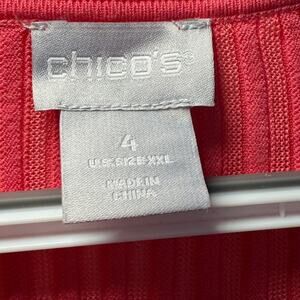 chico's
4
U.S. SIZE-XXL
MADE IN
CHINA